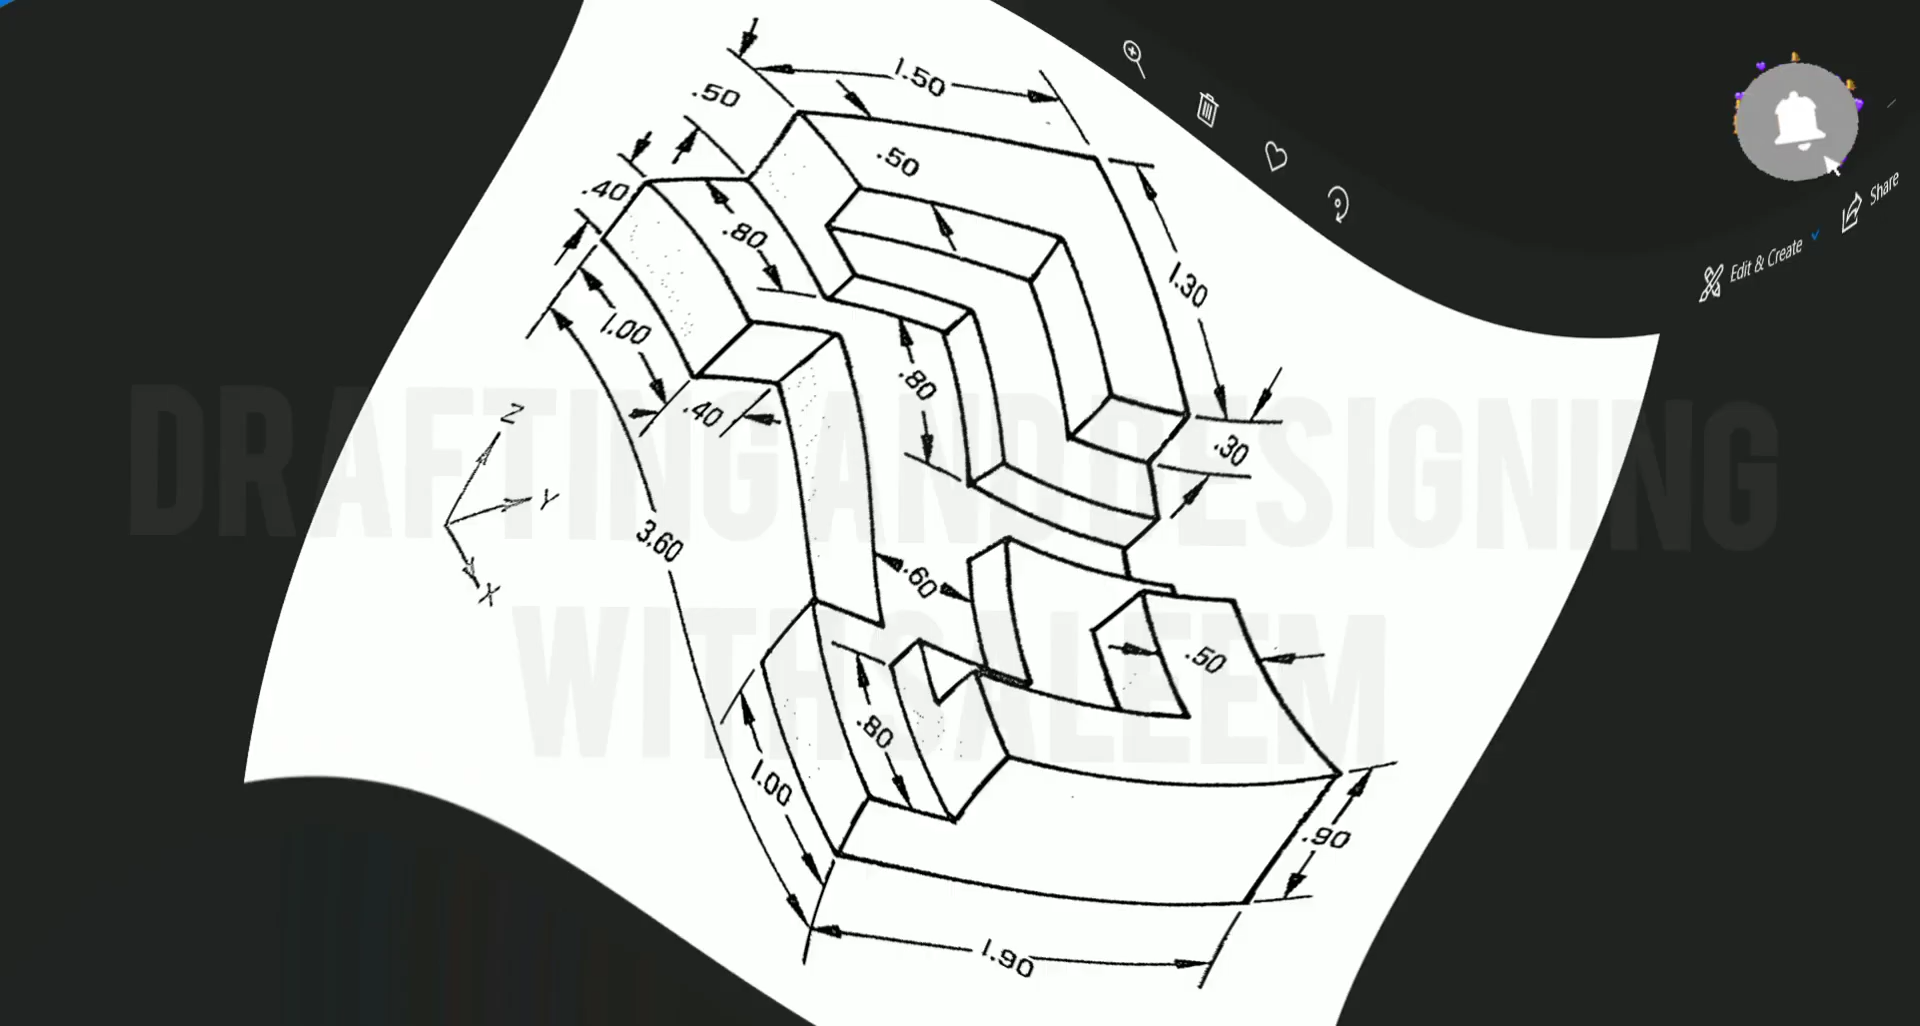 1.50
.50
.50
.40
.80
1.30
1.00
.80
.40
.30
3.60
.60
.50
.80
1.00
.90
1.90
Z
Y
X
Edit & Create
Share
DRAFTING AND DESIGNING
WITH SALEEM